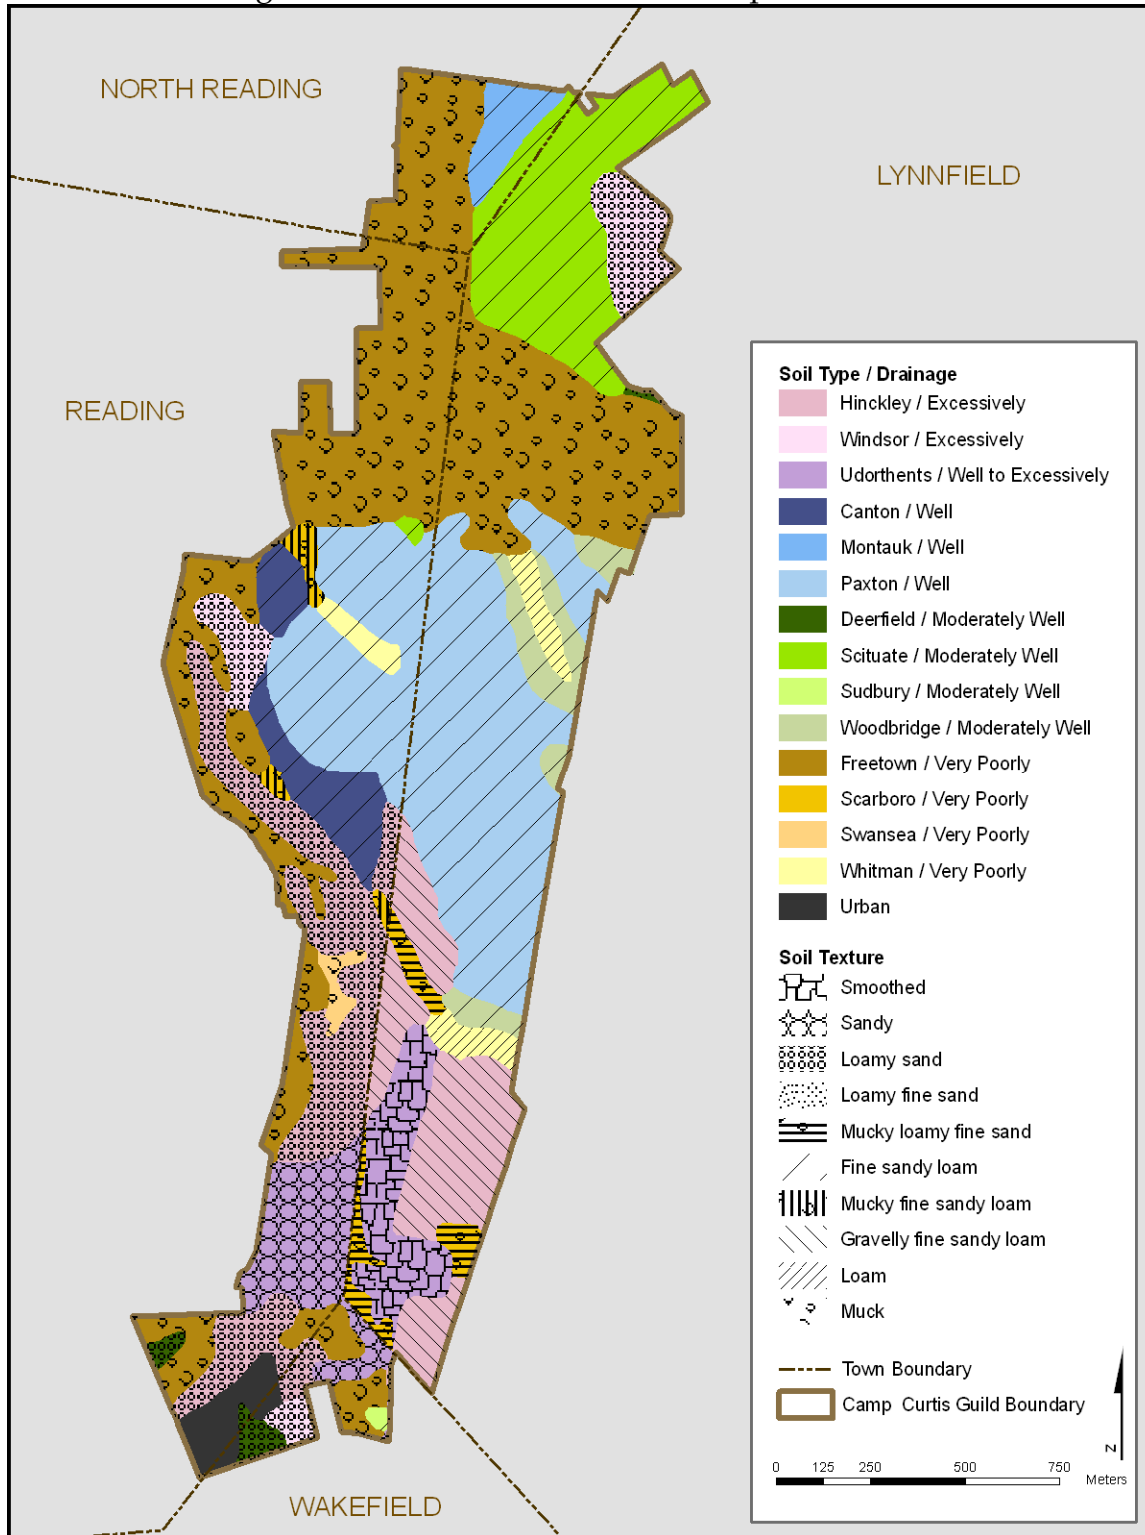 NORTH READING
LYNNFIELD
READING
WAKEFIELD
Soil Type / Drainage
Hinckley / Excessively
Windsor / Excessively
Udorthents / Well to Excessively
Canton / Well
Montauk / Well
Paxton / Well
Deerfield / Moderately Well
Scituate / Moderately Well
Sudbury / Moderately Well
Woodbridge / Moderately Well
Freetown / Very Poorly
Scarboro / Very Poorly
Swansea / Very Poorly
Whitman / Very Poorly
Urban
Soil Texture
Smoothed
Sandy
Loamy sand
Loamy fine sand
Mucky loamy fine sand
Fine sandy loam
Mucky fine sandy loam
Gravelly fine sandy loam
Loam
Muck
Town Boundary
Camp Curtis Guild Boundary
N
0 125 250 500 750
Meters